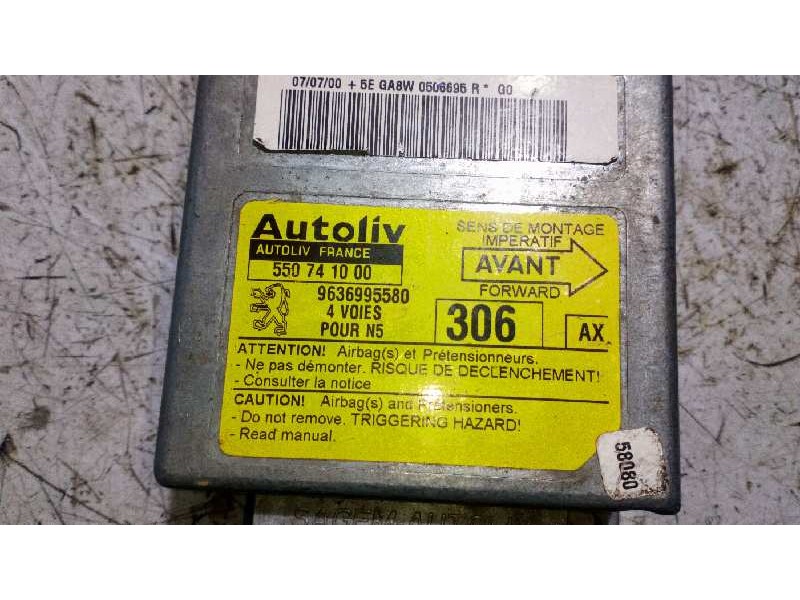 07/07/00 + 5E GA8W 0506695 R * G0
Autoliv
AUTOLIV FRANCE
550 74 10 00
9636995580
4 VOIES
POUR N5
SENS DE MONTAGE
IMPERATIF
AVANT
FORWARD
306
AX
ATTENTION! Airbag(s) et Prétensionneurs.
- Ne pas démonter. RISQUE DE DECLENCHEMENT!
- Consulter la notice
CAUTION! Airbag(s) and Prétensioners.
- Do not remove. TRIGGERING HAZARD!
- Read manual.
58080